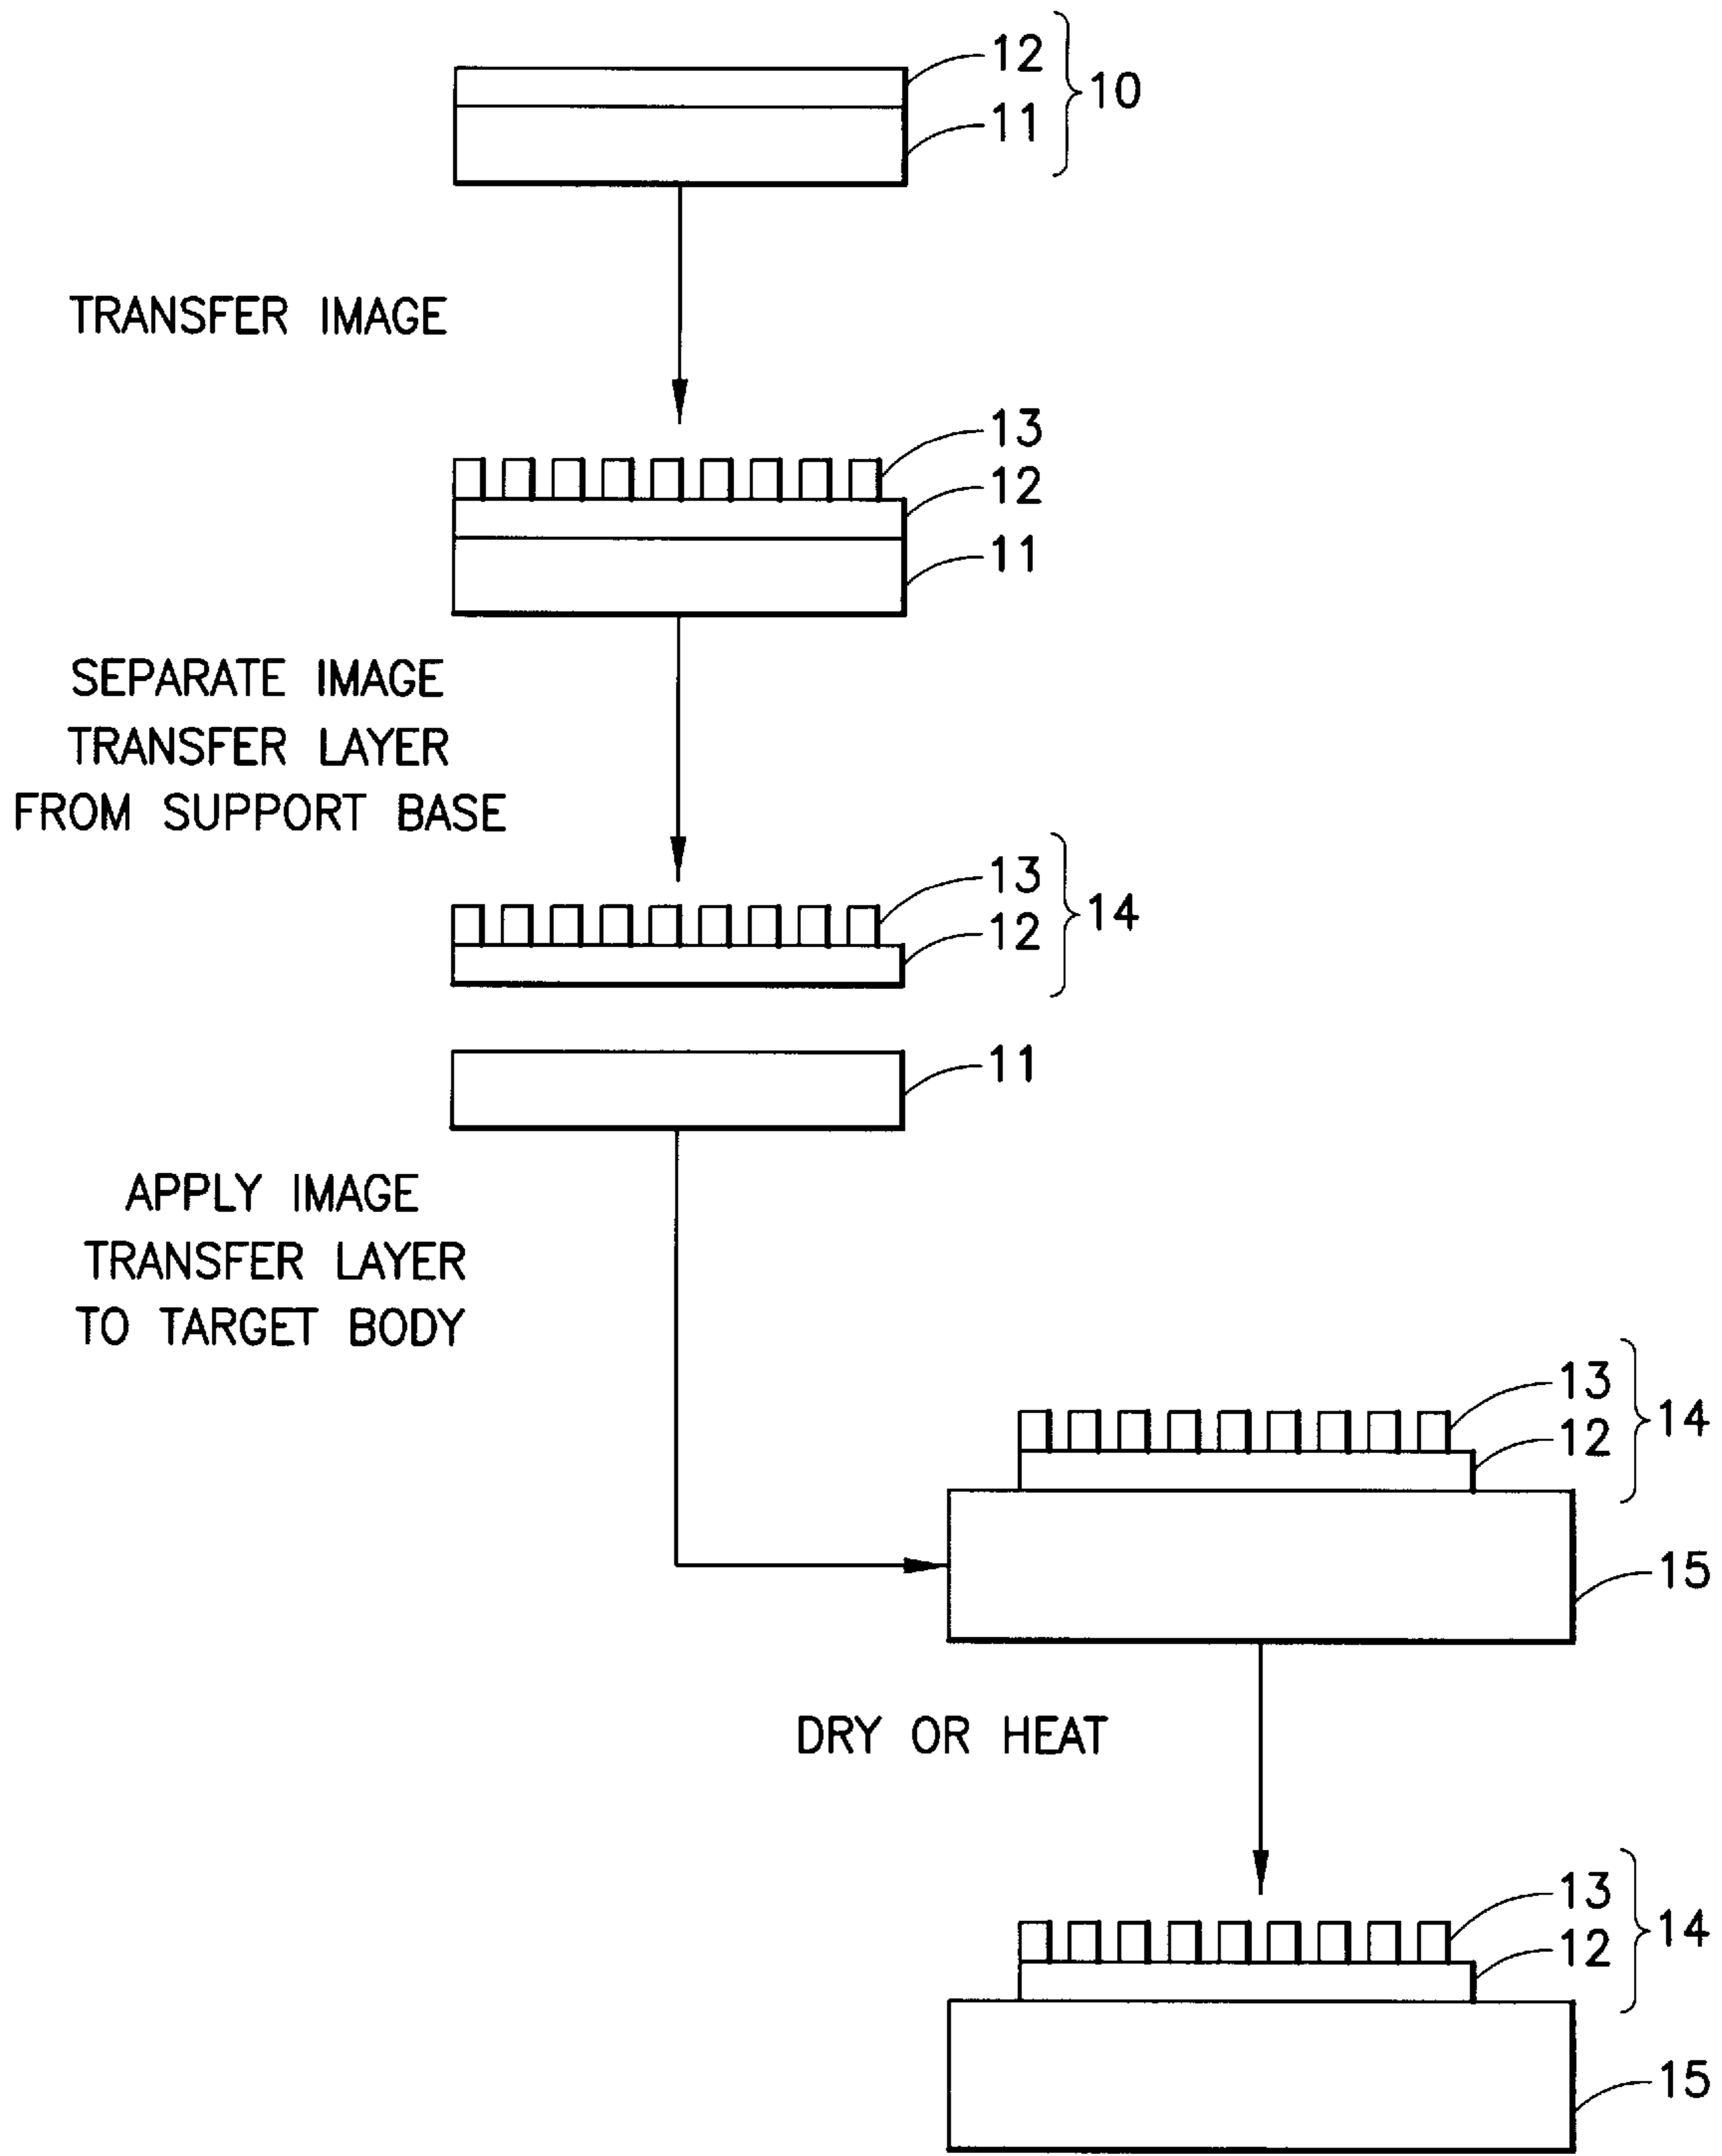 12
10
11
TRANSFER IMAGE
13
12
11
SEPARATE IMAGE
TRANSFER LAYER
FROM SUPPORT BASE
13
14
12
11
APPLY IMAGE
TRANSFER LAYER
TO TARGET BODY
13
14
12
15
DRY OR HEAT
13
14
12
15